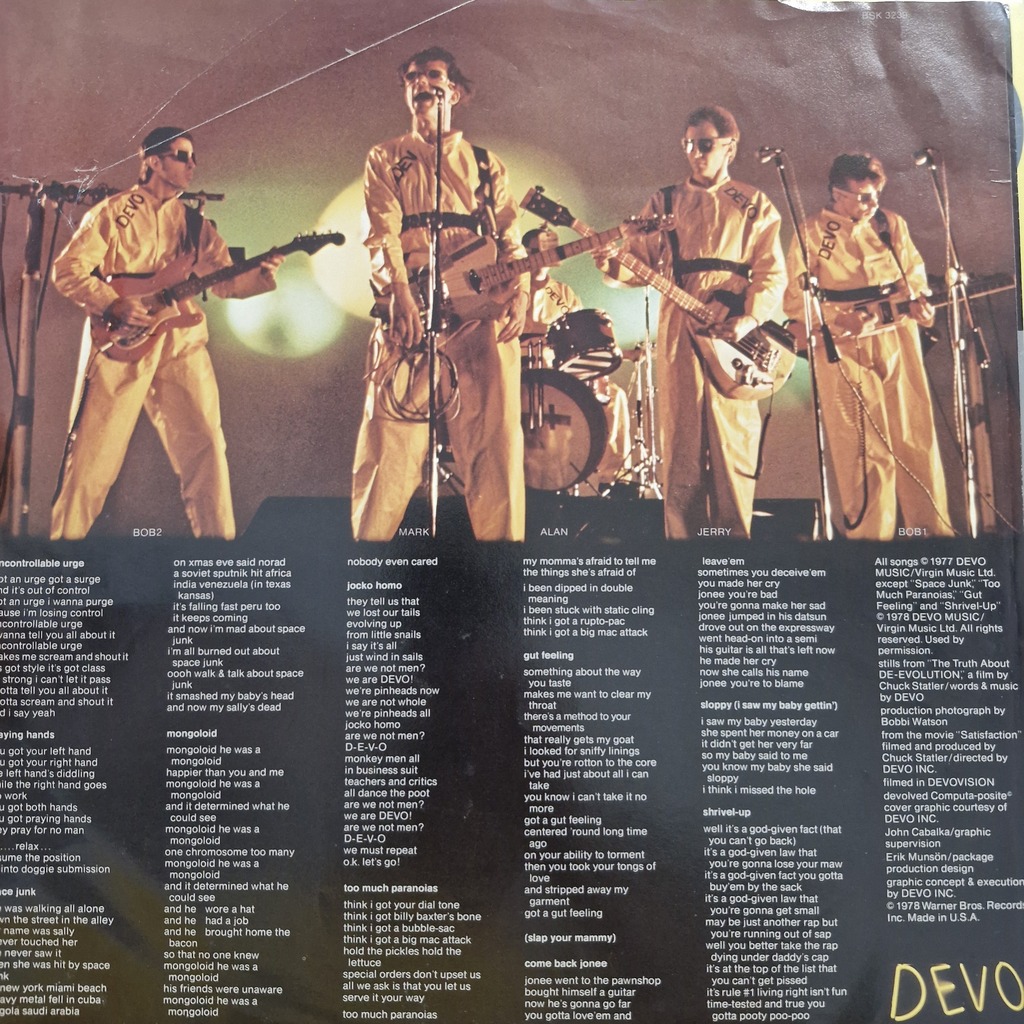 BSK 3239
DEVO
DEV
DEVO
DEVO
DEVO
BOB2
MARK
ALAN
JERRY
BOB1
ncontrollable urge
ot an urge got a surge
nd it's out of control
ot an urge i wanna purge
ause i'm losing control
ncontrollable urge
wanna tell you all about it
ncontrollable urge
akes me scream and shout it
s got style it's got class
strong i can't let it pass
otta tell you all about it
otta scream and shout it
d i say yeah
aying hands
u got your left hand
u got your right hand
e left hand's diddling
ile the right hand goes
o work
u got both hands
u got praying hands
ey pray for no man
....relax...
sume the position
into doggie submission
ace junk
e was walking all alone
wn the street in the alley
name was sally
ever touched her
e never saw it
en she was hit by space
nk
new york miami beach
avy metal fell in cuba
gola saudi arabia
on xmas eve said norad
a soviet sputnik hit africa
india venezuela (in texas
kansas)
it's falling fast peru too
it keeps coming
and now i'm mad about space
junk
i'm all burned out about
space junk
oooh walk & talk about space
junk
it smashed my baby's head
and now my sally's dead
mongoloid
mongoloid he was a
mongoloid
happier than you and me
mongoloid he was a
mongoloid
and it determined what he
could see
mongoloid he was a
mongoloid
one chromosome too many
mongoloid he was a
mongoloid
and it determined what he
could see
and he wore a hat
and he had a job
and he brought home the
bacon
so that no one knew
mongoloid he was a
mongoloid
his friends were unaware
mongoloid he was a
mongoloid
nobody even cared
jocko homo
they tell us that
we lost our tails
evolving up
from little snails
i say it's all
just wind in sails
are we not men?
we are DEVO!
we're pinheads now
we are not whole
we're pinheads all
jocko homo
are we not men?
D-E-V-O
monkey men all
in business suit
teachers and critics
all dance the poot
are we not men?
we are DEVO!
are we not men?
D-E-V-O
we must repeat
o.k. let's go!
too much paranoias
think i got your dial tone
think i got billy baxter's bone
think i got a bubble-sac
think i got a big mac attack
hold the pickles hold the
lettuce
special orders don't upset us
all we ask is that you let us
serve it your way
too much paranoias
my momma's afraid to tell me
the things she's afraid of
i been dipped in double
meaning
i been stuck with static cling
think i got a rupto-pac
think i got a big mac attack
gut feeling
something about the way
you taste
makes me want to clear my
throat
there's a method to your
movements
that really gets my goat
i looked for sniffy linings
but you're rotton to the core
i've had just about all i can
take
you know i can't take it no
more
got a gut feeling
centered 'round long time
ago
on your ability to torment
then you took your tongs of
love
and stripped away my
garment
got a gut feeling
(slap your mammy)
come back jonee
jonee went to the pawnshop
bought himself a guitar
now he's gonna go far
you gotta love'em and
leave'em
sometimes you deceive'em
you made her cry
jonee you're bad
you're gonna make her sad
jonee jumped in his datsun
drove out on the expressway
went head-on into a semi
his guitar is all that's left now
he made her cry
now she calls his name
jonee you're to blame
sloppy (i saw my baby gettin')
i saw my baby yesterday
she spent her money on a car
it didn't get her very far
so my baby said to me
you know my baby she said
sloppy
i think i missed the hole
shrivel-up
well it's a god-given fact (that
you can't go back)
it's a god-given law that
you're gonna lose your maw
it's a god-given fact you gotta
buy'em by the sack
it's a god-given law that
you're gonna get small
may be just another rap but
you're running out of sap
well you better take the rap
dying under daddy's cap
it's at the top of the list that
you can't get pissed
it's rule #1 living right isn't fun
time-tested and true you
gotta pooty poo-poo
All songs © 1977 DEVO
MUSIC/Virgin Music Ltd.
except "Space Junk," "Too
Much Paranoias," "Gut
Feeling" and "Shrivel-Up"
© 1978 DEVO MUSIC/
Virgin Music Ltd. All rights
reserved. Used by
permission.
stills from "The Truth About
DE-EVOLUTION," a film by
Chuck Statler/words & music
by DEVO
production photograph by
Bobbi Watson
from the movie "Satisfaction"
filmed and produced by
Chuck Statler/directed by
DEVO INC.
filmed in DEVOVISION
devolved Computa-posite©
cover graphic courtesy of
DEVO INC.
John Cabalka/graphic
supervision
Erik Munsön/package
production design
graphic concept & execution
by DEVO INC.
© 1978 Warner Bros. Records
Inc. Made in U.S.A.
DEVO